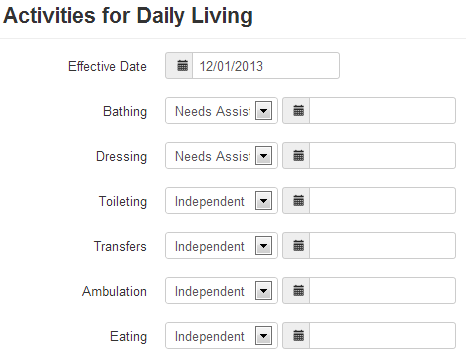 Activities for Daily Living
Effective Date 12/01/2013
Bathing Needs Assis
Dressing Needs Assis
Toileting Independent
Transfers Independent
Ambulation Independent
Eating Independent